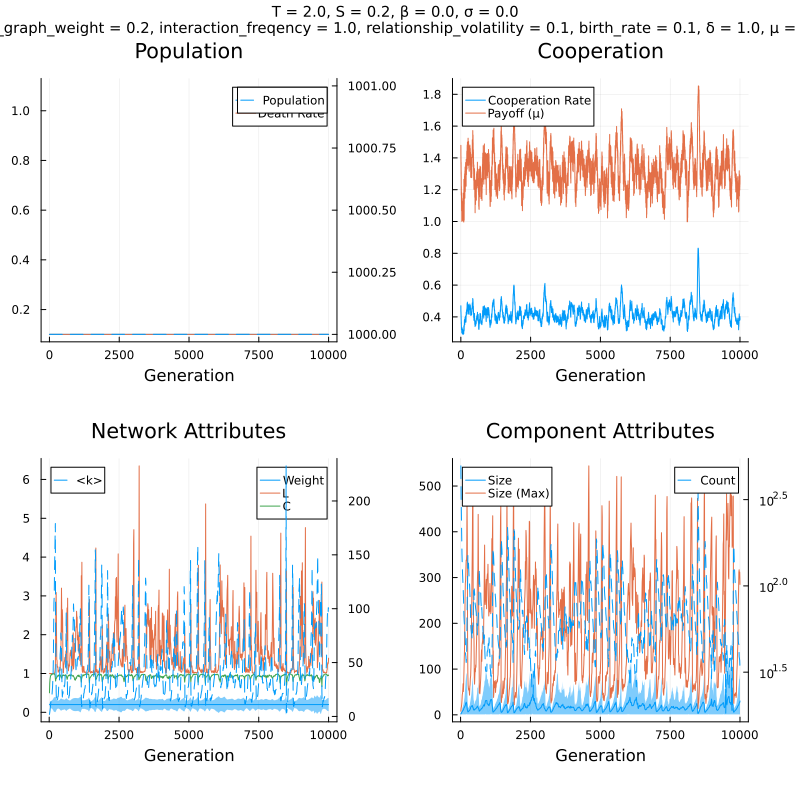 T = 2.0, S = 0.2, β = 0.0, σ = 0.0
_graph_weight = 0.2, interaction_freqency = 1.0, relationship_volatility = 0.1, birth_rate = 0.1, δ = 1.0, μ =
Population
Cooperation
Population
Death Rate
1.0
0.8
0.6
0.4
0.2
1001.00
1000.75
1000.50
1000.25
1000.00
0 2500 5000 7500 10000
Generation
Cooperation Rate
Payoff (μ)
1.8
1.6
1.4
1.2
1.0
0.8
0.6
0.4
0 2500 5000 7500 10000
Generation
Network Attributes
Component Attributes
<k>
Weight
L
C
6
5
4
3
2
1
0
200
150
100
50
0
0 2500 5000 7500 10000
Generation
Size
Size (Max)
Count
500
400
300
200
100
0
10^2.5
10^2.0
10^1.5
0 2500 5000 7500 10000
Generation